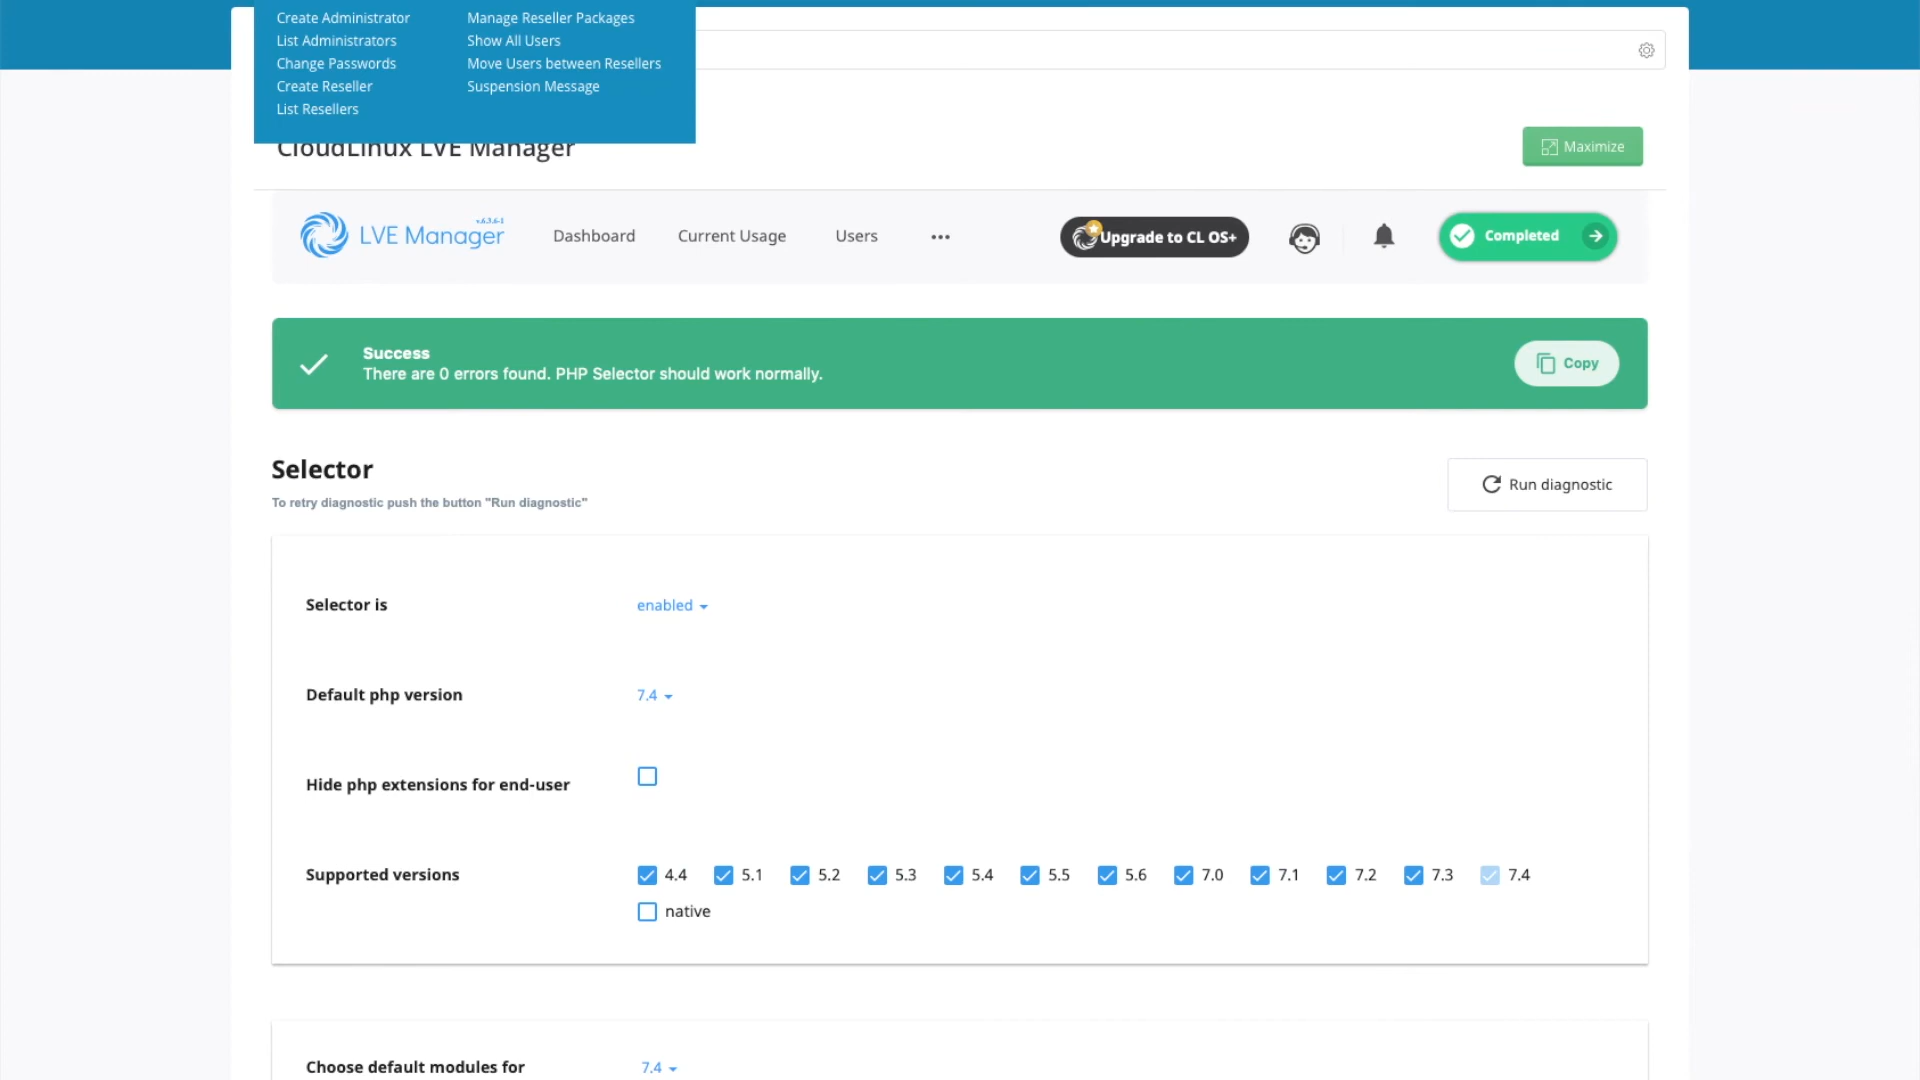 Create Administrator
Manage Reseller Packages
List Administrators
Show All Users
Change Passwords
Move Users between Resellers
Create Reseller
Suspension Message
List Resellers
CloudLinux LVE Manager
Maximize
LVE Manager
v.6.3.6-1
Dashboard
Current Usage
Users
Upgrade to CL OS+
Completed
Success
There are 0 errors found. PHP Selector should work normally.
Copy
Selector
To retry diagnostic push the button "Run diagnostic"
Run diagnostic
Selector is
enabled
Default php version
7.4
Hide php extensions for end-user
Supported versions
4.4 5.1 5.2 5.3 5.4 5.5 5.6 7.0 7.1 7.2 7.3 7.4
native
Choose default modules for
7.4